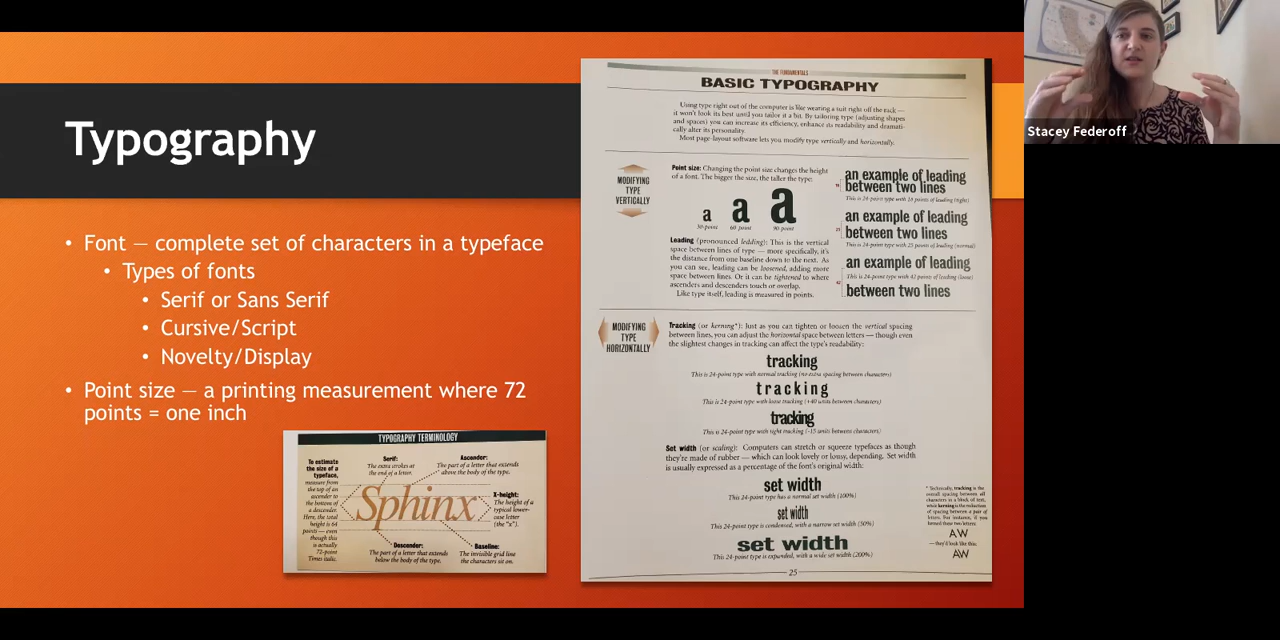 Typography
• Font — complete set of characters in a typeface
• Types of fonts
• Serif or Sans Serif
• Cursive/Script
• Novelty/Display
• Point size — a printing measurement where 72
points = one inch
TYPOGRAPHY TERMINOLOGY
To estimate
the size of a
typeface,
measure from
the top of an
ascender to
the bottom of
a descender.
Here, the total
height is 64
points — even
though this
is actually
72-point
Times italic.
Serif:
The extra strokes at
the end of a letter.
Ascender:
The part of a letter that extends
above the body of the type.
Sphinx
X-height:
The height of a
typical lower-
case letter
(the "x").
Descender:
The part of a letter that extends
below the body of the type.
Baseline:
The invisible grid line
the characters sit on.
THE FUNDAMENTALS
BASIC TYPOGRAPHY
Using type right out of the computer is like wearing a suit right off the rack —
it won't look its best until you tailor it a bit. By tailoring type (adjusting shapes
and spaces) you can increase its efficiency, enhance its readability and dramati-
cally alter its personality.
Most page-layout software lets you modify type vertically and horizontally.
MODIFYING
TYPE
VERTICALLY
Point size: Changing the point size changes the height
of a font. The bigger the size, the taller the type:
a a a
30-point 60-point 90-point
Leading (pronounced ledding): This is the vertical
space between lines of type — more specifically, it's
the distance from one baseline down to the next. As
you can see, leading can be loosened, adding more
space between lines. Or it can be tightened to where
ascenders and descenders touch or overlap.
Like type itself, leading is measured in points.
an example of leading
between two lines
This is 24-point type with 18 points of leading (tight)
an example of leading
between two lines
This is 24-point type with 25 points of leading (normal)
an example of leading
This is 24-point type with 42 points of leading (loose)
between two lines
MODIFYING
TYPE
HORIZONTALLY
Tracking (or kerning*): Just as you can tighten or loosen the vertical spacing
between lines, you can adjust the horizontal space between letters — though even
the slightest changes in tracking can affect the type's readability:
tracking
This is 24-point type with normal tracking (no extra spacing between characters)
tracking
This is 24-point type with loose tracking (+40 units between characters)
tracking
This is 24-point type with tight tracking (-15 units between characters)
Set width (or scaling): Computers can stretch or squeeze typefaces as though
they're made of rubber — which can look lovely or lousy, depending. Set width
is usually expressed as a percentage of the font's original width:
set width
This 24-point type has a normal set width (100%)
set width
This 24-point type is condensed, with a narrow set width (50%)
set width
This 24-point type is expanded, with a wide set width (200%)
* Technically, tracking is the
overall spacing between all
characters in a block of text,
while kerning is the reduction
of spacing between a pair of
letters. For instance, if you
kerned these two letters:
AW
— they'd look like this:
AW
25
Stacey Federoff